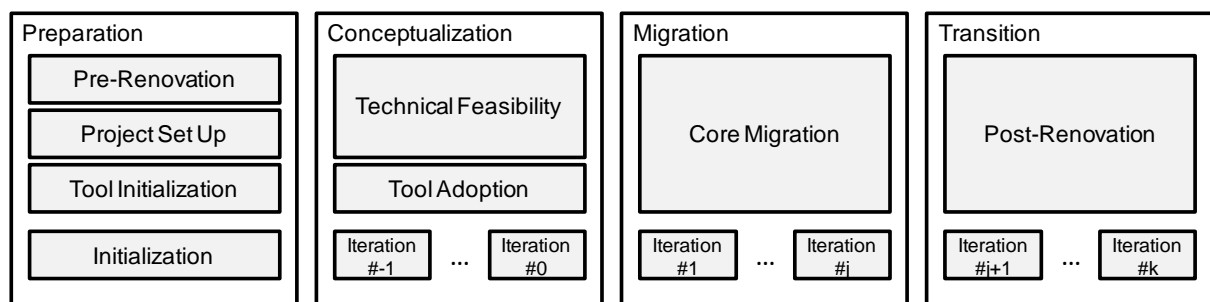 Preparation
Pre-Renovation
Project Set Up
Tool Initialization
Initialization
Conceptualization
Technical Feasibility
Tool Adoption
Iteration
#-1
...
Iteration
#0
Migration
Core Migration
Iteration
#1
...
Iteration
#j
Transition
Post-Renovation
Iteration
#j+1
...
Iteration
#k